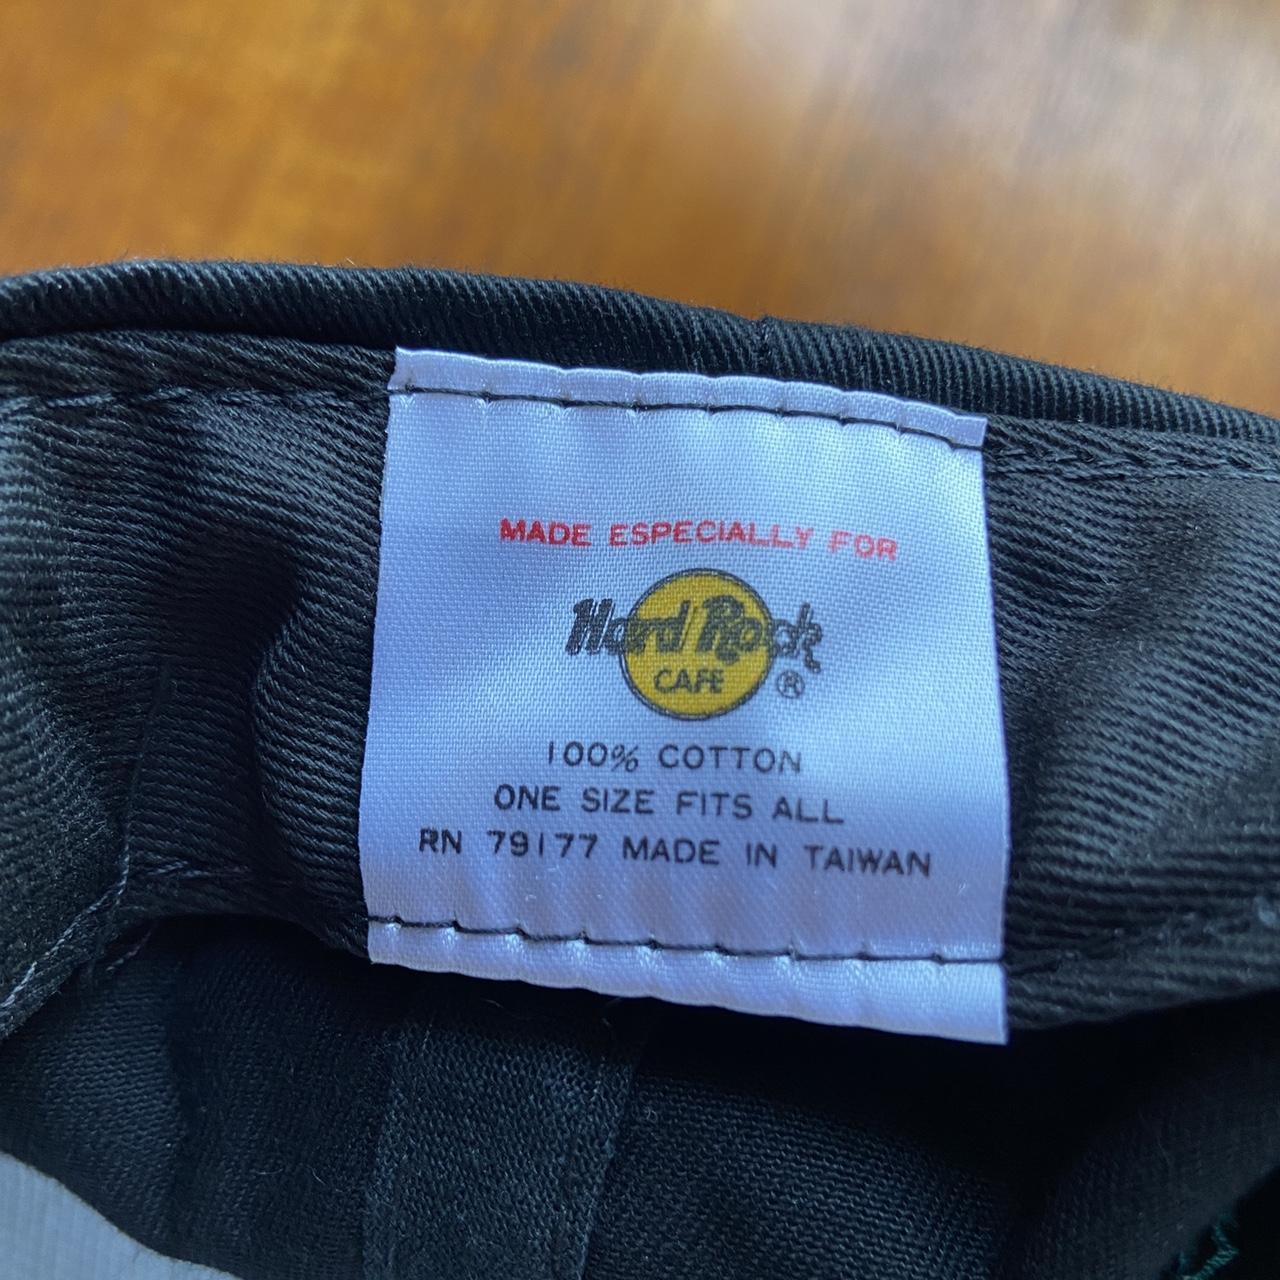 MADE ESPECIALLY FOR
Hard Rock
CAFE ®
100% COTTON
ONE SIZE FITS ALL
RN 79177 MADE IN TAIWAN